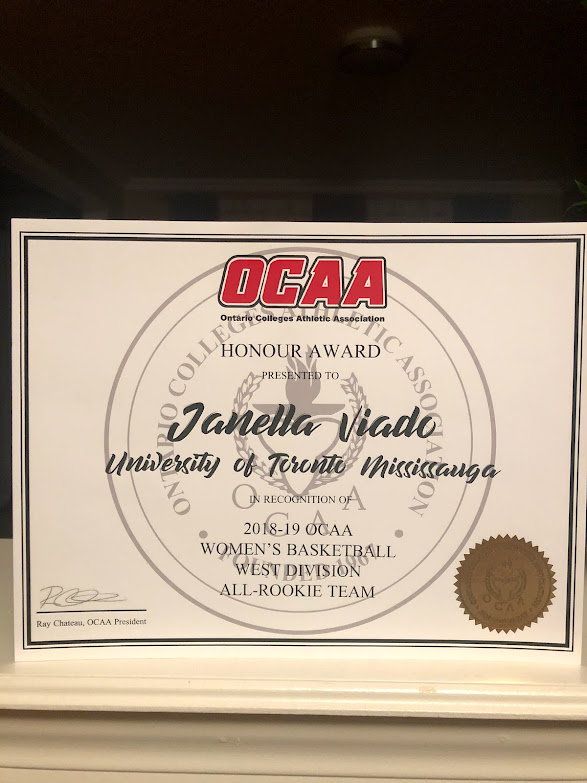 OCAA
Ontario Colleges Athletic Association
ONTARIO COLLEGES ATHLETIC ASSOCIATION
HONOUR AWARD
PRESENTED TO
Janella Viado
University of Toronto Mississauga
IN RECOGNITION OF
OCAA
2018-19 OCAA
WOMEN'S BASKETBALL
WEST DIVISION
ALL-ROOKIE TEAM
• FOUNDED 1967 •
Ray Chateau, OCAA President
OCAA